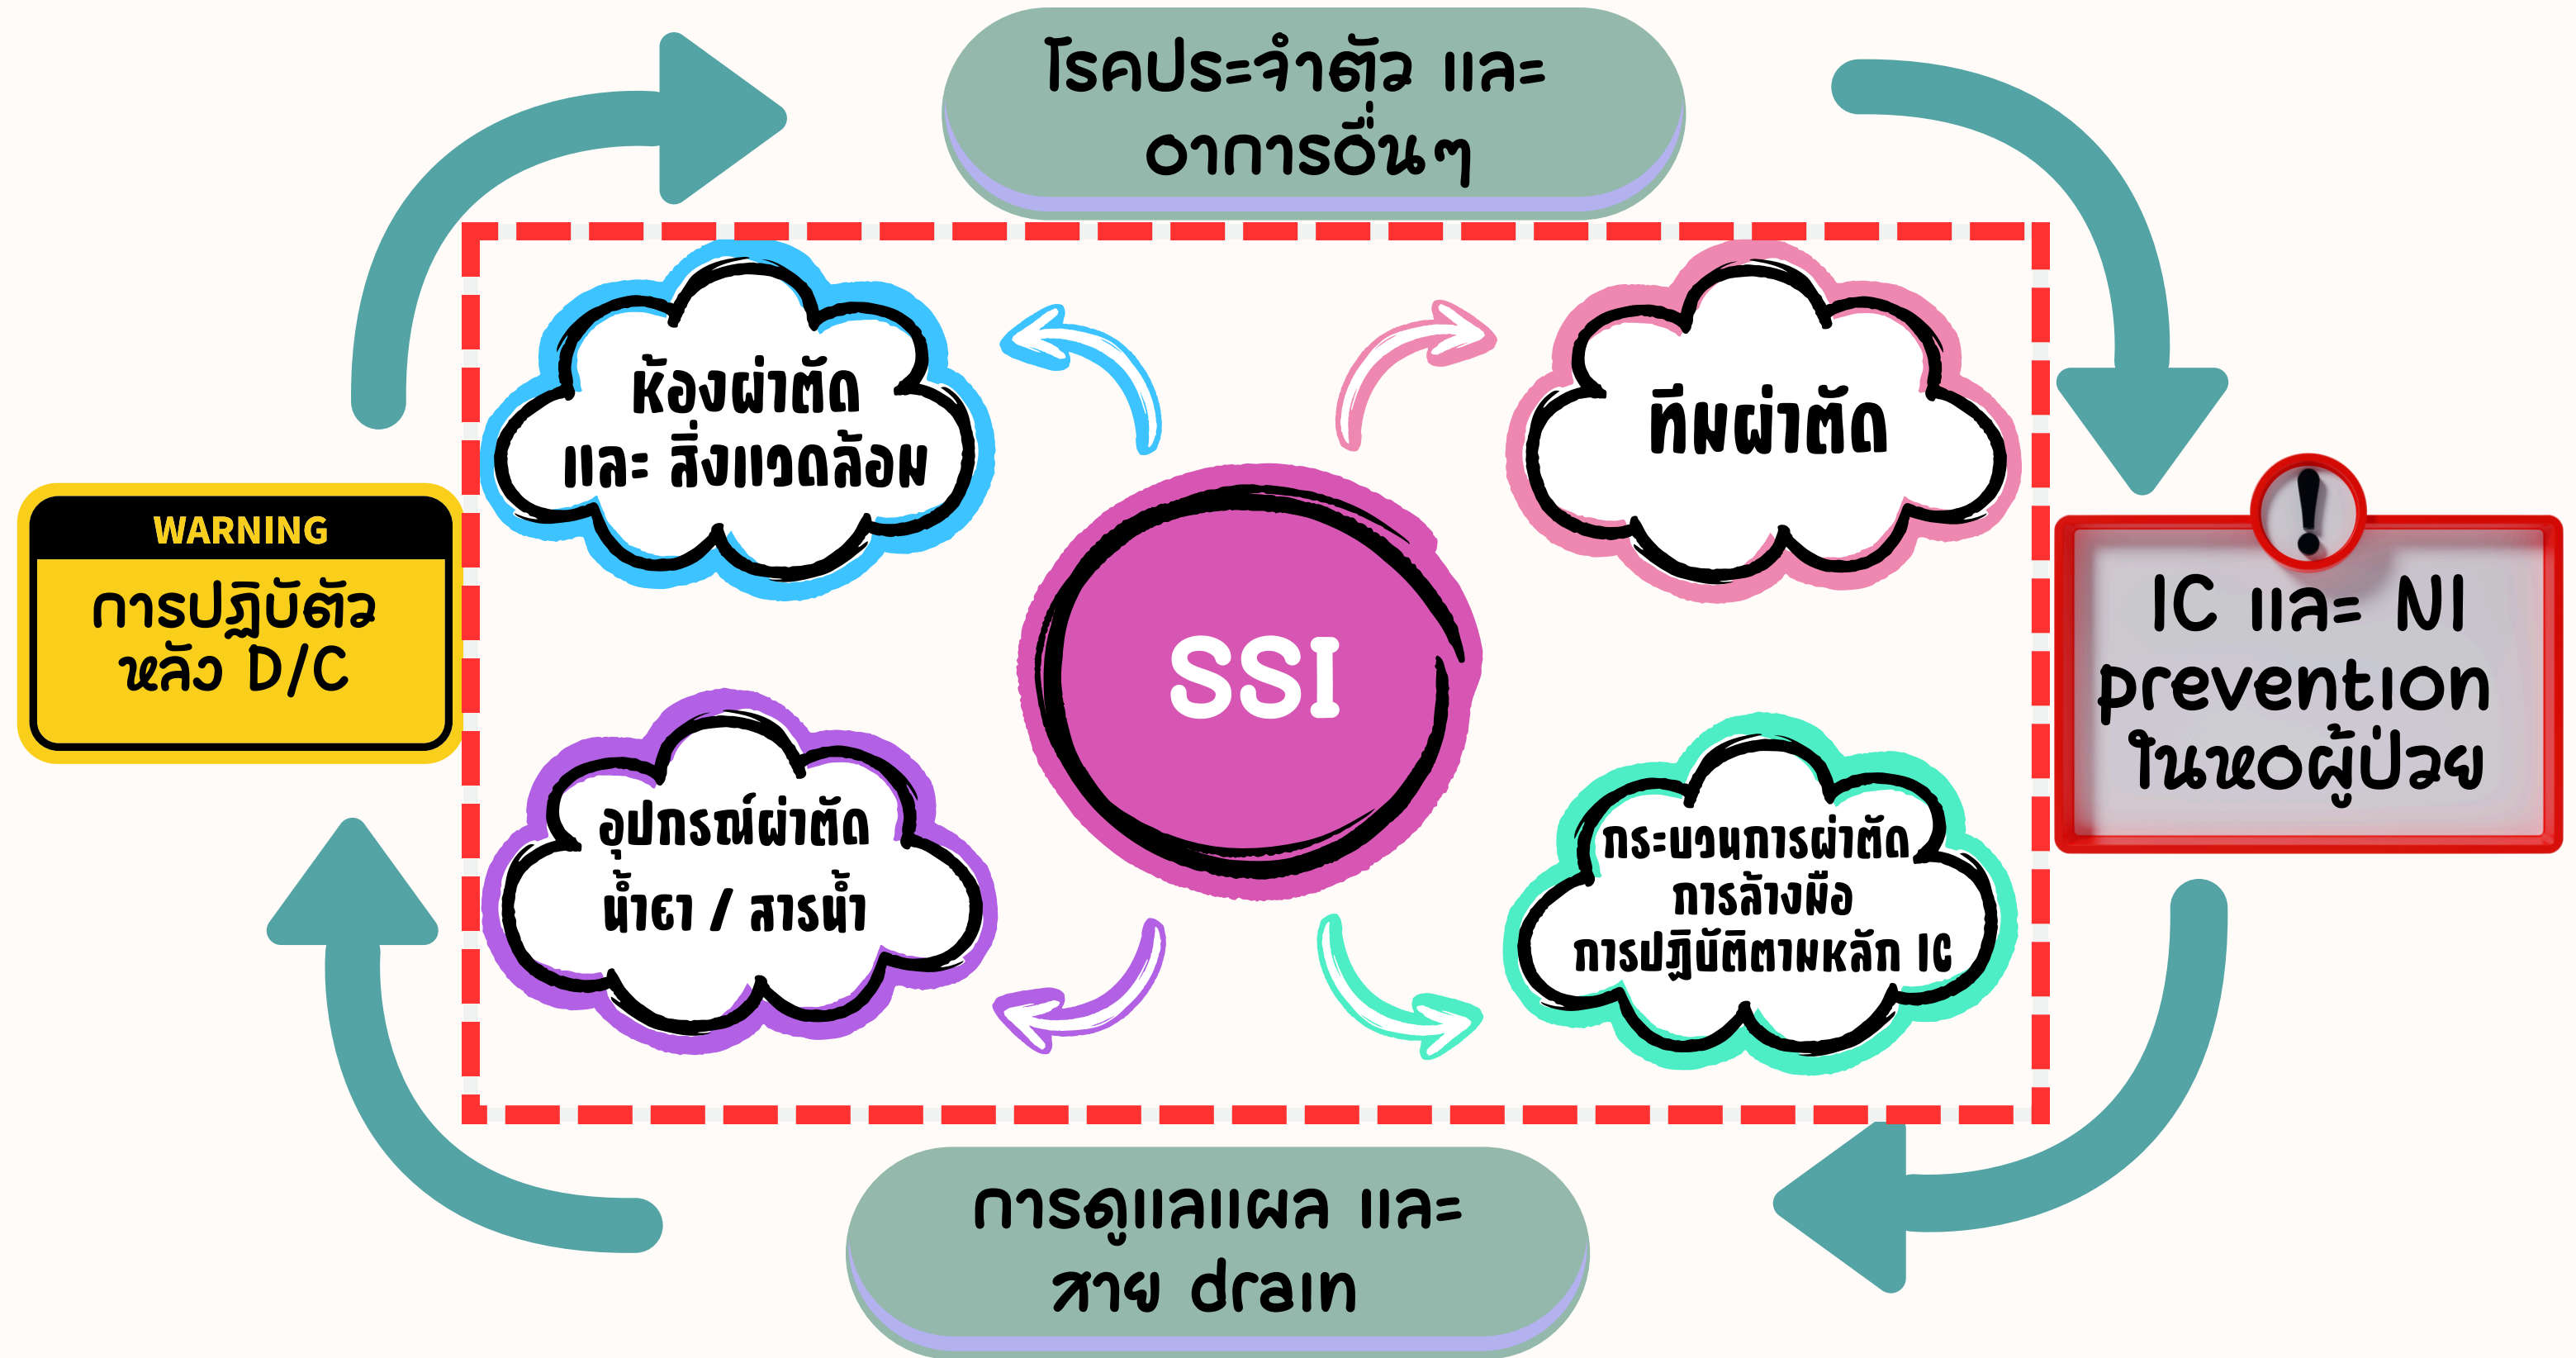 โรคประจำตัว และ
อาการอื่นๆ
ห้องผ่าตัด
และ สิ่งแวดล้อม
ทีมผ่าตัด
WARNING
การปฏิบัตัว
หลัง D/C
SSI
IC และ NI
prevention
ในหอผู้ป่วย
อุปกรณ์ผ่าตัด
น้ำยา / สารน้ำ
กระบวนการผ่าตัด
การล้างมือ
การปฏิบัติตามหลัก IC
การดูแลแผล และ
สาย drain